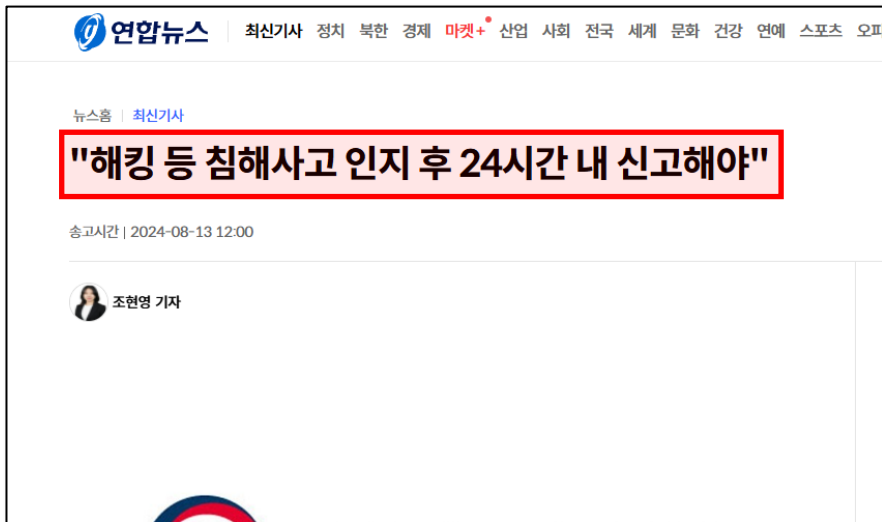 연합뉴스 최신기사 정치 북한 경제 마켓+ 산업 사회 전국 세계 문화 건강 연예 스포츠
뉴스홈 | 최신기사
"해킹 등 침해사고 인지 후 24시간 내 신고해야"
송고시간 | 2024-08-13 12:00
조현영 기자